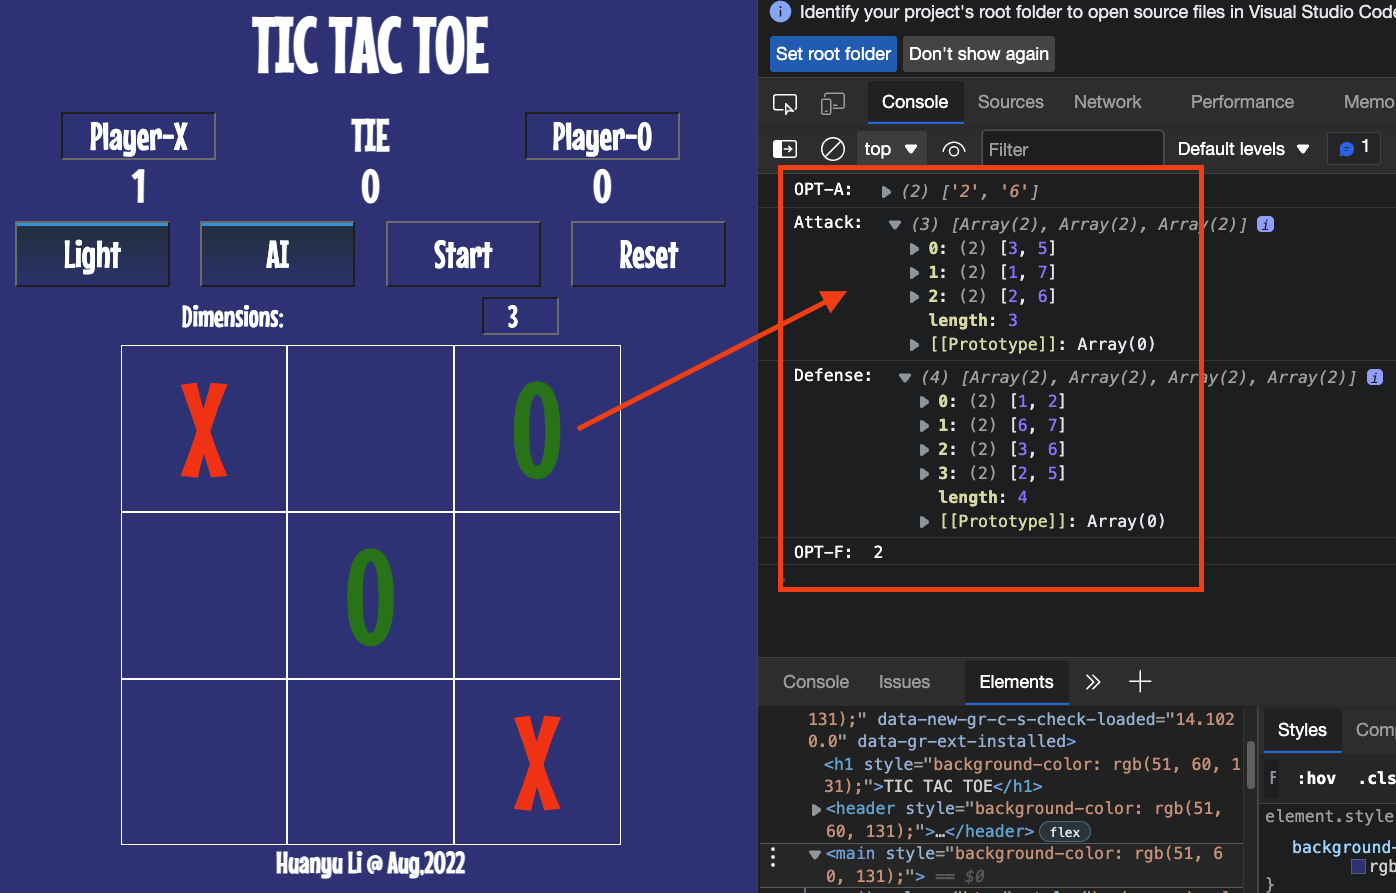 TIC TAC TOE
Player-X
TIE
Player-O
1
0
0
Light
AI
Start
Reset
Dimensions:
3
X
O
O
X
Huanyu Li @ Aug,2022
Identify your project's root folder to open source files in Visual Studio Code
Set root folder
Don't show again
Console
Sources
Network
Performance
Memo
top
Filter
Default levels
1
OPT-A: (2) ['2', '6']
Attack: (3) [Array(2), Array(2), Array(2)]
0: (2) [3, 5]
1: (2) [1, 7]
2: (2) [2, 6]
length: 3
[[Prototype]]: Array(0)
Defense: (4) [Array(2), Array(2), Array(2), Array(2)]
0: (2) [1, 2]
1: (2) [6, 7]
2: (2) [3, 6]
3: (2) [2, 5]
length: 4
[[Prototype]]: Array(0)
OPT-F: 2
Console
Issues
Elements
131);" data-new-gr-c-s-check-loaded="14.102
0.0" data-gr-ext-installed>
<h1 style="background-color: rgb(51, 60, 1
31);">TIC TAC TOE</h1>
<header style="background-color: rgb(51,
60, 131);">…</header> flex
<main style="background-color: rgb(51, 6
0, 131);"> == $0
Styles
Comp
F
:hov
.cls
element.style
background-
rgb
}